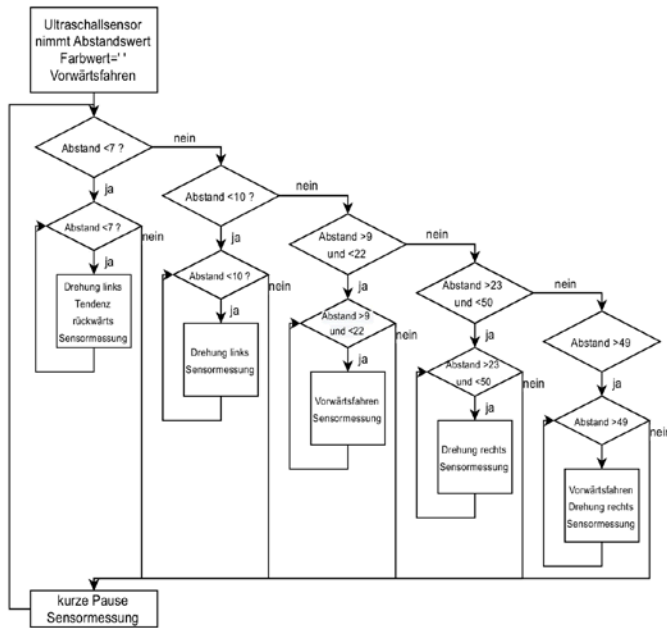 Ultraschallsensor
nimmt Abstandswert
Farbwert=' '
Vorwärtsfahren
Abstand <7 ?
nein
ja
Abstand <7 ?
nein
ja
Drehung links
Tendenz
rückwärts
Sensormessung
Abstand <10 ?
nein
ja
Abstand <10 ?
nein
ja
Drehung links
Sensormessung
Abstand >9
und <22
nein
ja
Abstand >9
und <22
nein
ja
Vorwärtsfahren
Sensormessung
Abstand >23
und <50
nein
ja
Abstand >23
und <50
nein
ja
Drehung rechts
Sensormessung
Abstand >49
ja
Abstand >49
nein
ja
Vorwärtsfahren
Drehung rechts
Sensormessung
kurze Pause
Sensormessung